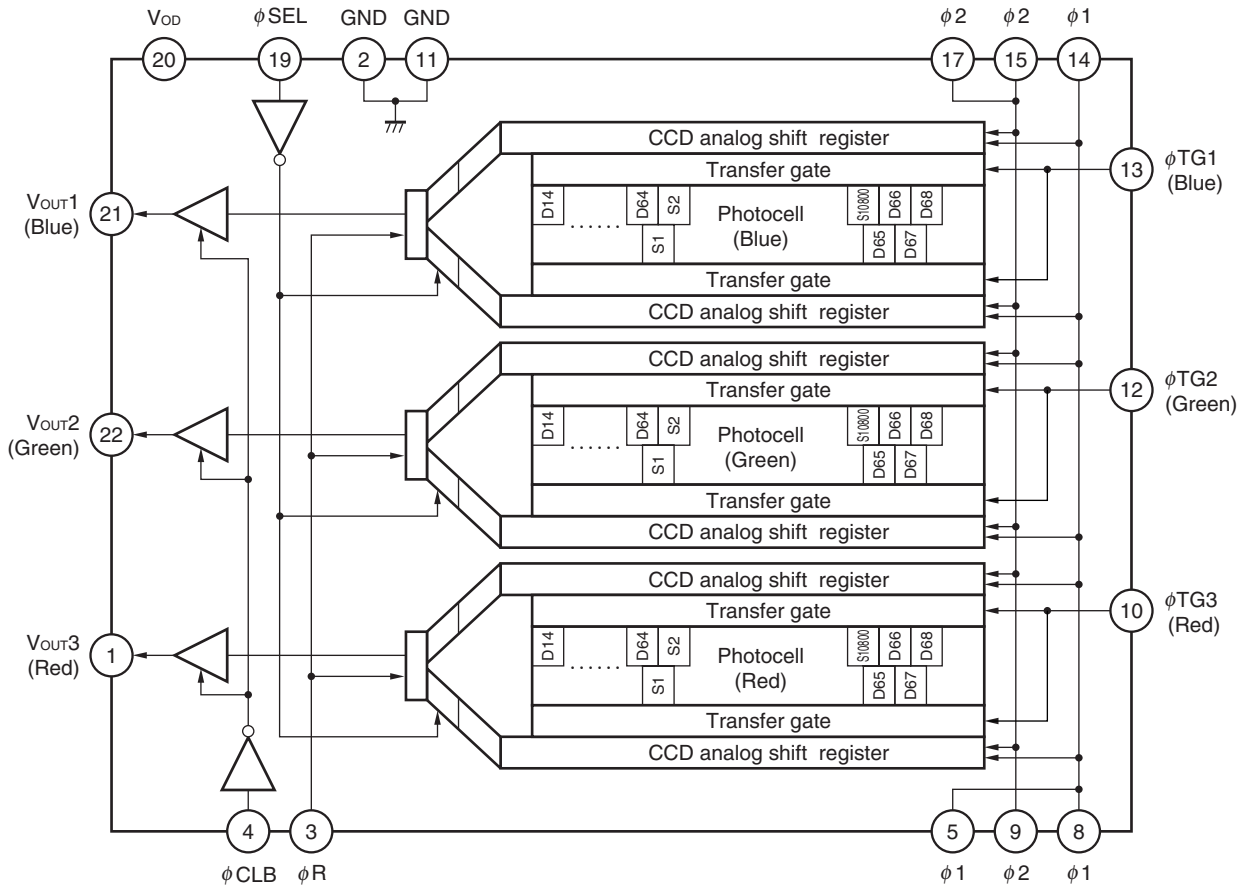 VOD
φSEL
GND
GND
φ2
φ2
φ1
20
19
2
11
17
15
14
CCD analog shift register
Transfer gate
13
φTG1
(Blue)
VOUT1
(Blue)
21
D14
......
D64
S2
S1
Photocell
(Blue)
S10800
D65
D66
D67
D68
Transfer gate
CCD analog shift register
CCD analog shift register
Transfer gate
12
φTG2
(Green)
VOUT2
(Green)
22
D14
......
D64
S2
S1
Photocell
(Green)
S10800
D65
D66
D67
D68
Transfer gate
CCD analog shift register
CCD analog shift register
Transfer gate
10
φTG3
(Red)
VOUT3
(Red)
1
D14
......
D64
S2
S1
Photocell
(Red)
S10800
D65
D66
D67
D68
Transfer gate
CCD analog shift register
4
3
5
9
8
φCLB
φR
φ1
φ2
φ1